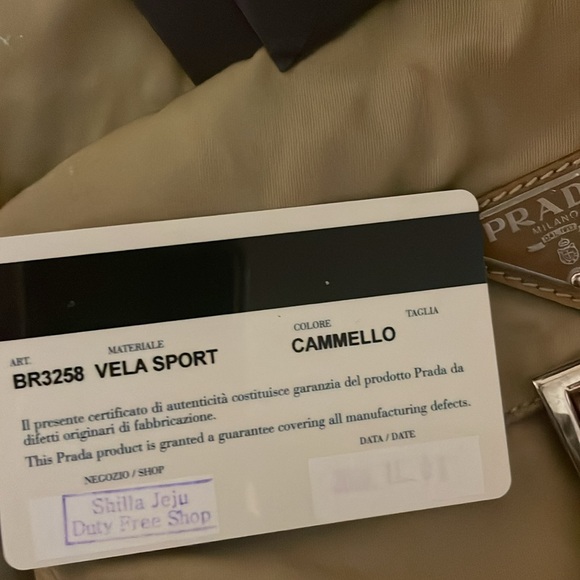 PRAD
MILANO
ART.
MATERIALE
COLORE
TAGLIA
BR3258 VELA SPORT
CAMMELLO
Il presente certificato di autenticità costituisce garanzia del prodotto Prada da
difetti originari di fabbricazione.
This Prada product is granted a guarantee covering all manufacturing defects.
NEGOZIO / SHOP
DATA / DATE
Shilla Jeju
Duty Free Shop